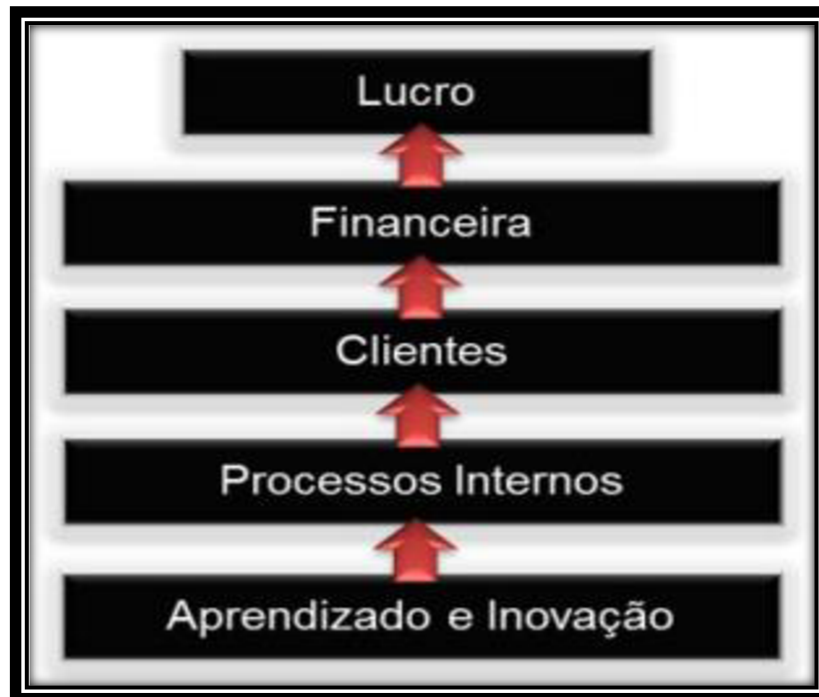 Lucro
Financeira
Clientes
Processos Internos
Aprendizado e Inovação